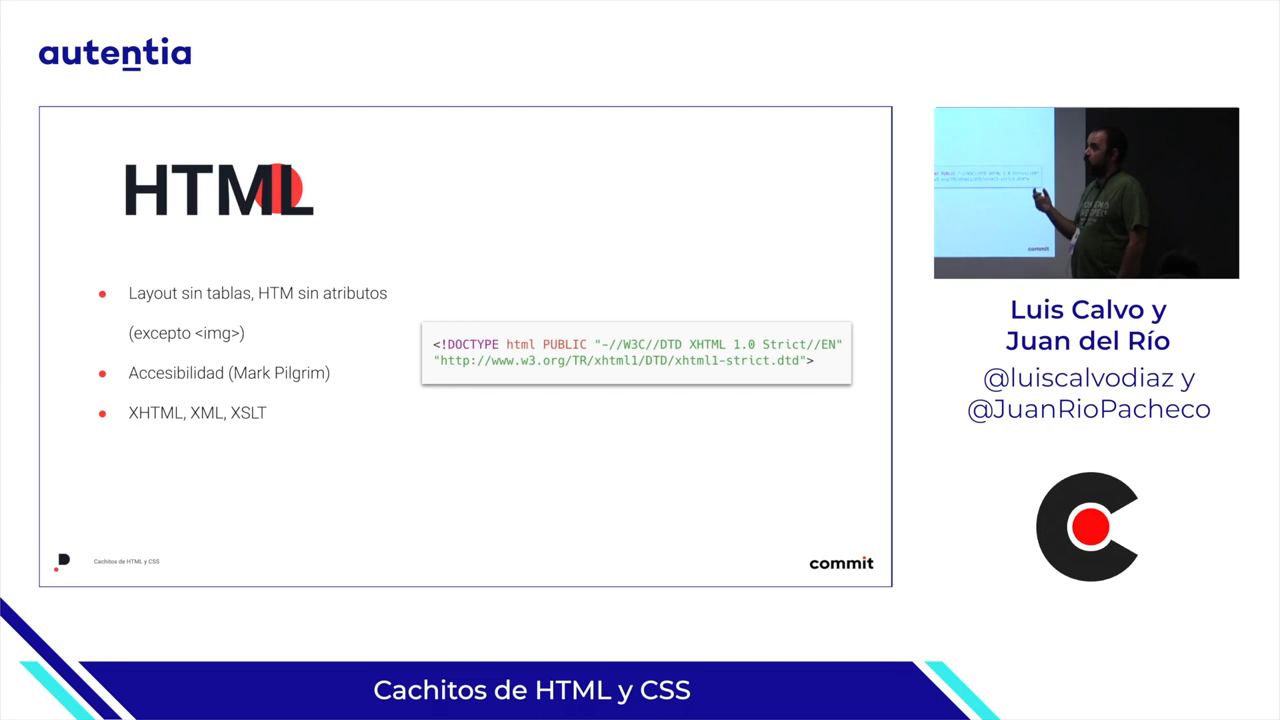 autentia
HTML
Layout sin tablas, HTM sin atributos
(excepto <img>)
Accesibilidad (Mark Pilgrim)
XHTML, XML, XSLT
<!DOCTYPE html PUBLIC "-//W3C//DTD XHTML 1.0 Strict//EN"
"http://www.w3.org/TR/xhtml1/DTD/xhtml1-strict.dtd">
Cachitos de HTML y CSS
commit
commit
Luis Calvo y
Juan del Río
@luiscalvodiaz y
@JuanRioPacheco
Cachitos de HTML y CSS